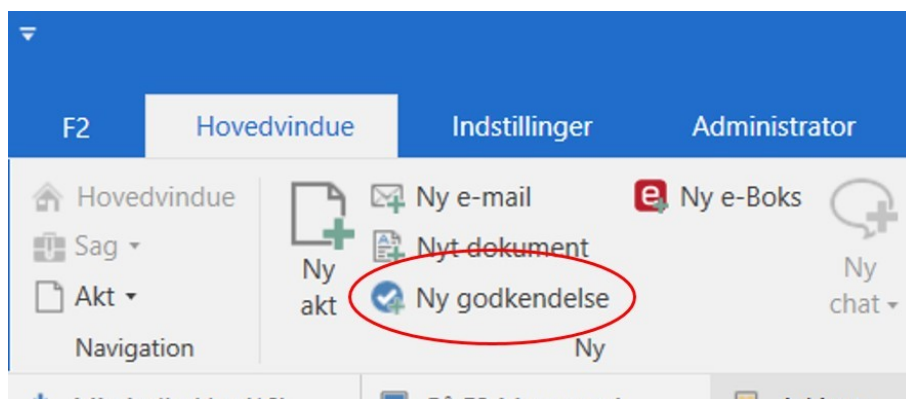 F2 Hovedvindue Indstillinger Administrator
Hovedvindue
Sag
Akt
Navigation
Ny
akt
Ny e-mail
Nyt dokument
Ny godkendelse
Ny e-Boks
Ny
chat
Ny